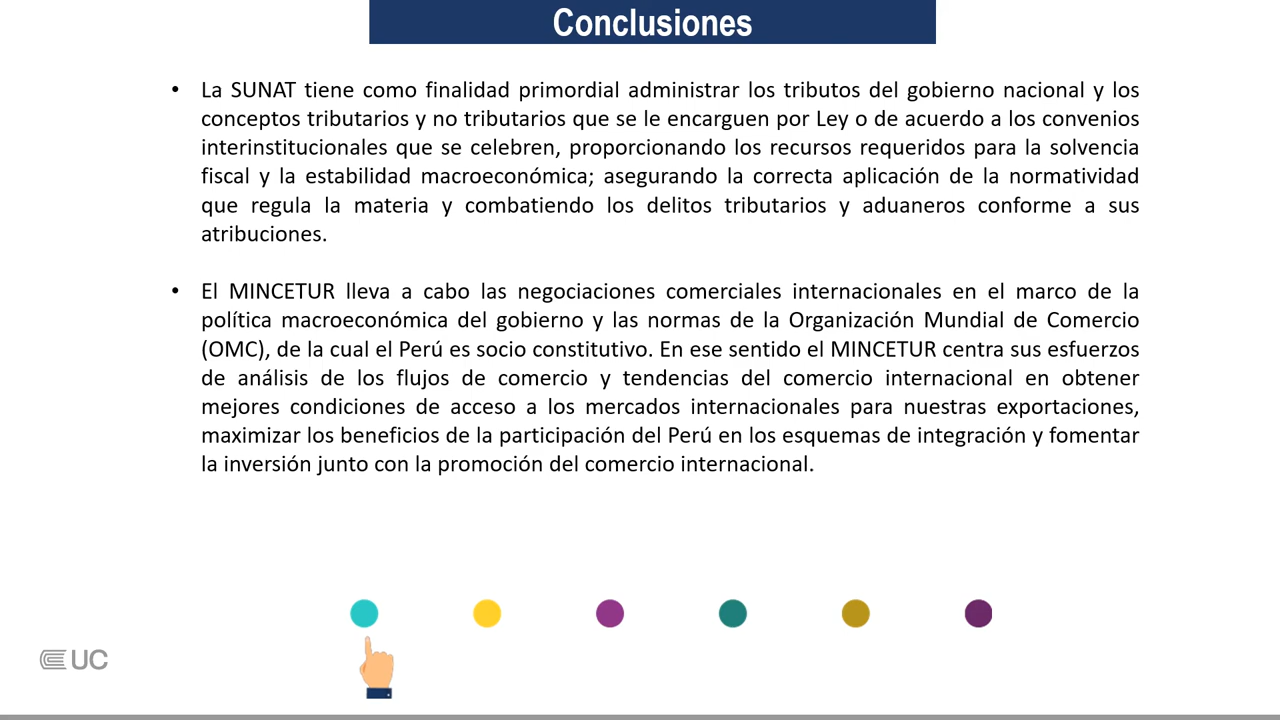 Conclusiones
• La SUNAT tiene como finalidad primordial administrar los tributos del gobierno nacional y los
conceptos tributarios y no tributarios que se le encarguen por Ley o de acuerdo a los convenios
interinstitucionales que se celebren, proporcionando los recursos requeridos para la solvencia
fiscal y la estabilidad macroeconómica; asegurando la correcta aplicación de la normatividad
que regula la materia y combatiendo los delitos tributarios y aduaneros conforme a sus
atribuciones.
• El MINCETUR lleva a cabo las negociaciones comerciales internacionales en el marco de la
política macroeconómica del gobierno y las normas de la Organización Mundial de Comercio
(OMC), de la cual el Perú es socio constitutivo. En ese sentido el MINCETUR centra sus esfuerzos
de análisis de los flujos de comercio y tendencias del comercio internacional en obtener
mejores condiciones de acceso a los mercados internacionales para nuestras exportaciones,
maximizar los beneficios de la participación del Perú en los esquemas de integración y fomentar
la inversión junto con la promoción del comercio internacional.
UC